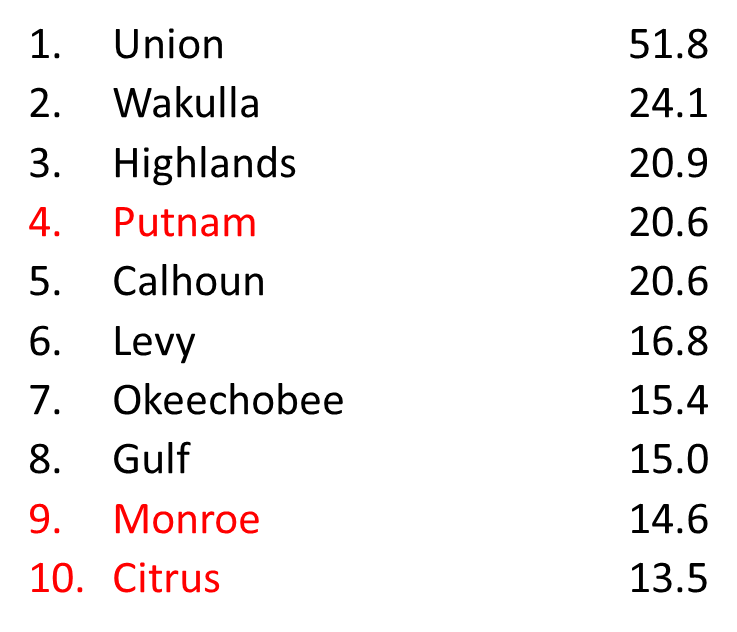 1. Union 51.8
2. Wakulla 24.1
3. Highlands 20.9
4. Putnam 20.6
5. Calhoun 20.6
6. Levy 16.8
7. Okeechobee 15.4
8. Gulf 15.0
9. Monroe 14.6
10. Citrus 13.5